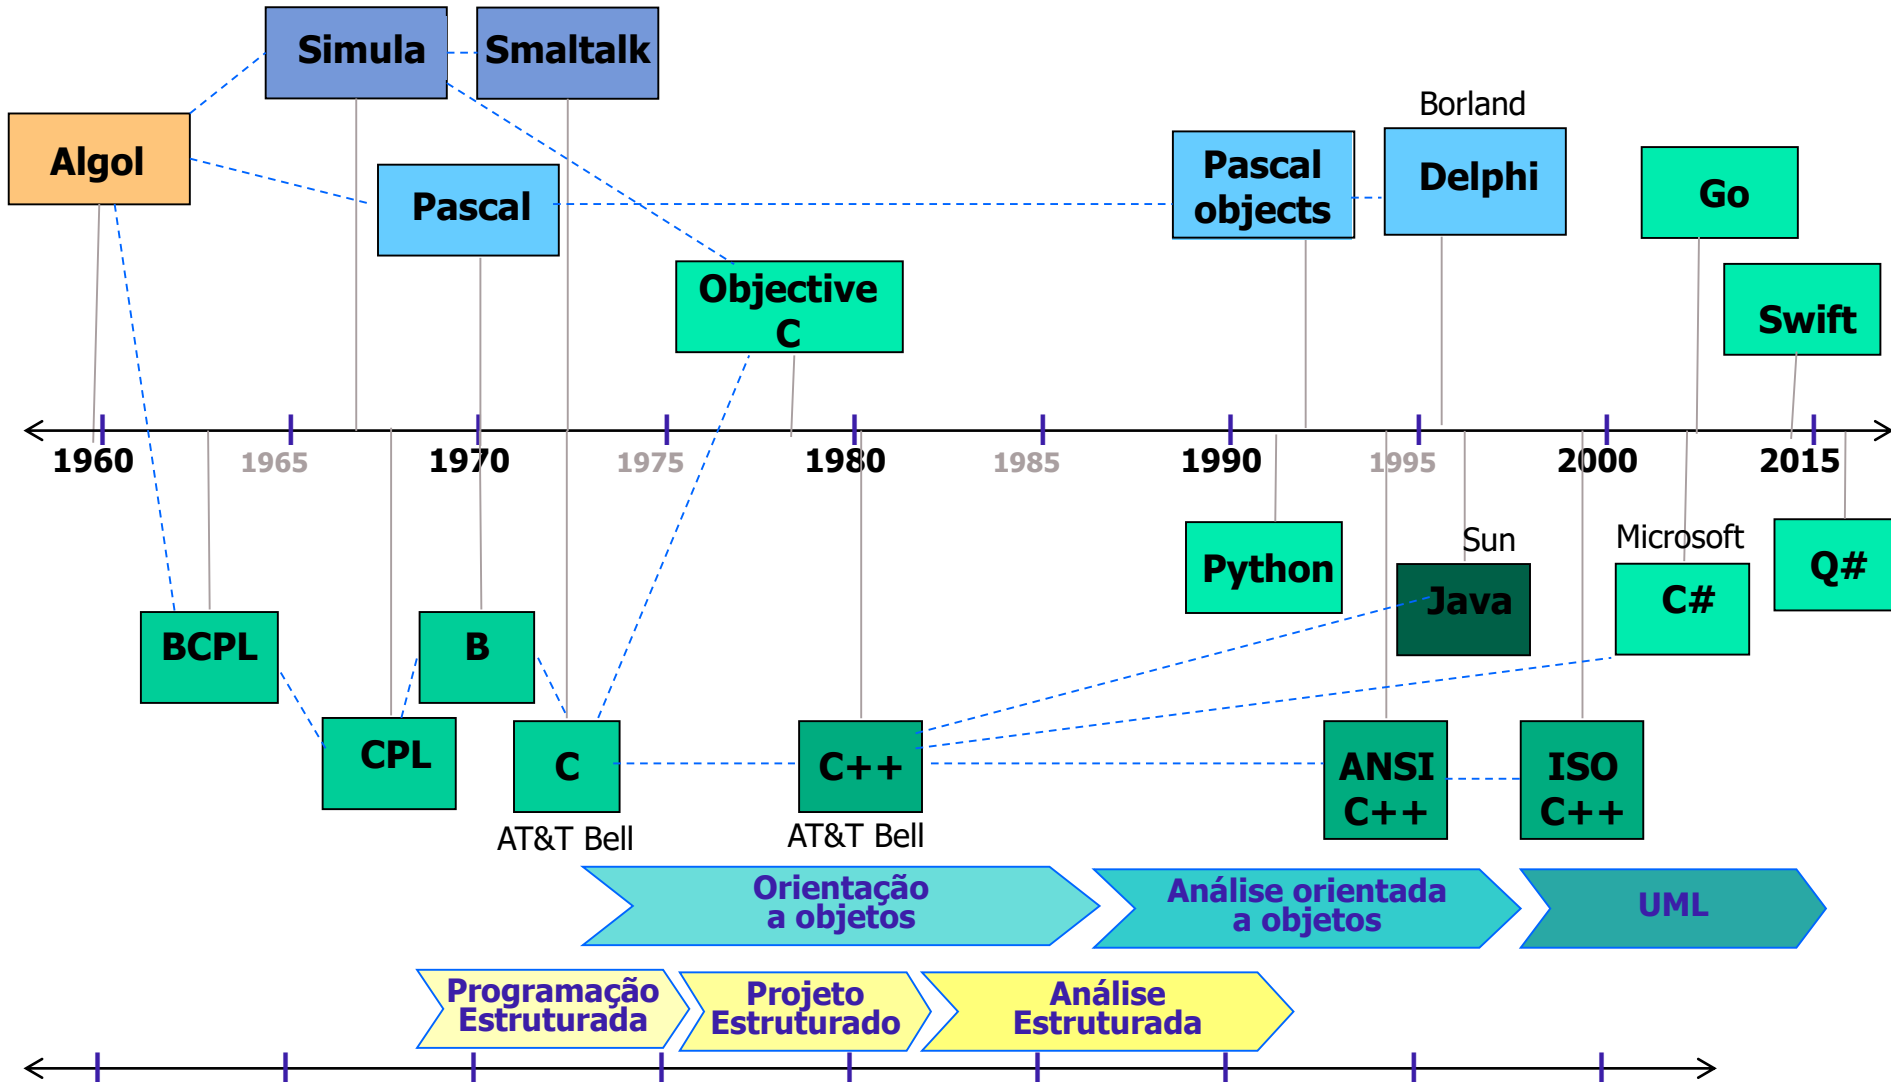 Simula
Smaltalk
Algol
Pascal
Borland
Pascal
objects
Delphi
Go
Objective
C
Swift
1960
1965
1970
1975
1980
1985
1990
1995
2000
2015
Python
Sun
Java
Microsoft
C#
Q#
BCPL
B
CPL
C
AT&T Bell
C++
AT&T Bell
ANSI
C++
ISO
C++
Orientação
a objetos
Análise orientada
a objetos
UML
Programação
Estruturada
Projeto
Estruturado
Análise
Estruturada